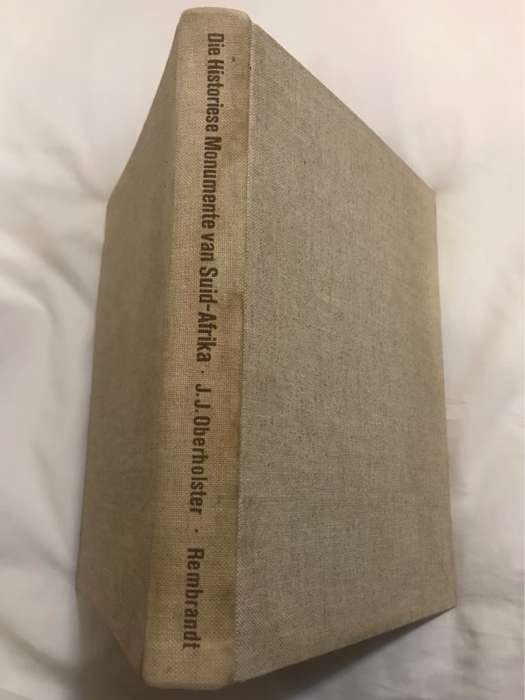 Die Historiese Monumente van Suid-Afrika · J.J.Oberholster · Rembrandt